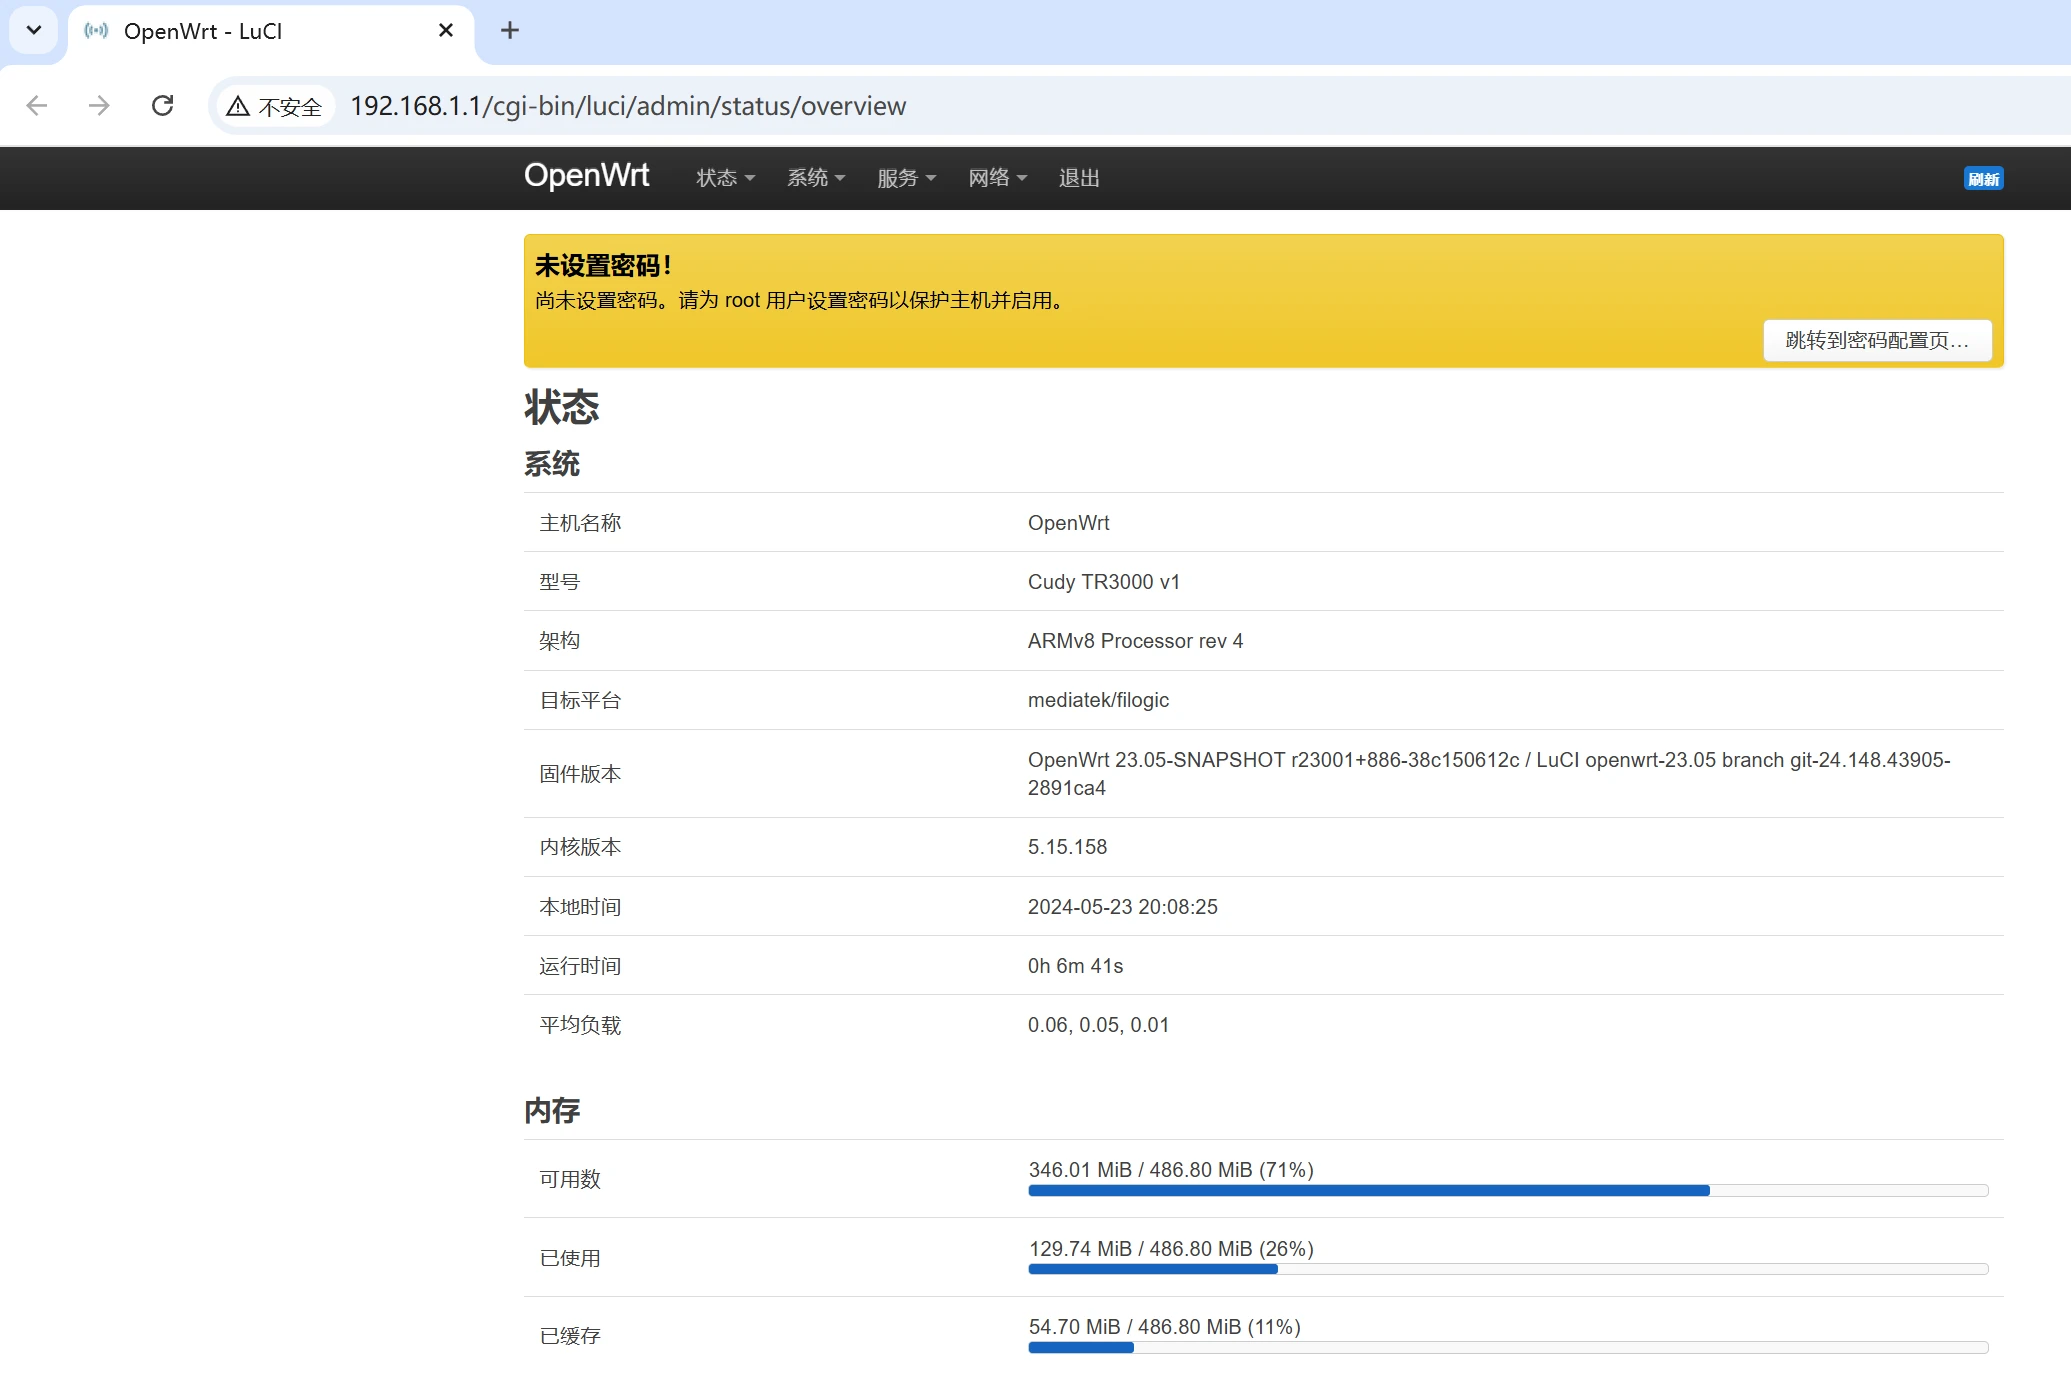 OpenWrt - LuCI
不安全 192.168.1.1/cgi-bin/luci/admin/status/overview
OpenWrt 状态 系统 服务 网络 退出 刷新
未设置密码！
尚未设置密码。请为 root 用户设置密码以保护主机并启用。
跳转到密码配置页…
状态
系统
主机名称 OpenWrt
型号 Cudy TR3000 v1
架构 ARMv8 Processor rev 4
目标平台 mediatek/filogic
固件版本 OpenWrt 23.05-SNAPSHOT r23001+886-38c150612c / LuCI openwrt-23.05 branch git-24.148.43905-
2891ca4
内核版本 5.15.158
本地时间 2024-05-23 20:08:25
运行时间 0h 6m 41s
平均负载 0.06, 0.05, 0.01
内存
可用数 346.01 MiB / 486.80 MiB (71%)
已使用 129.74 MiB / 486.80 MiB (26%)
已缓存 54.70 MiB / 486.80 MiB (11%)